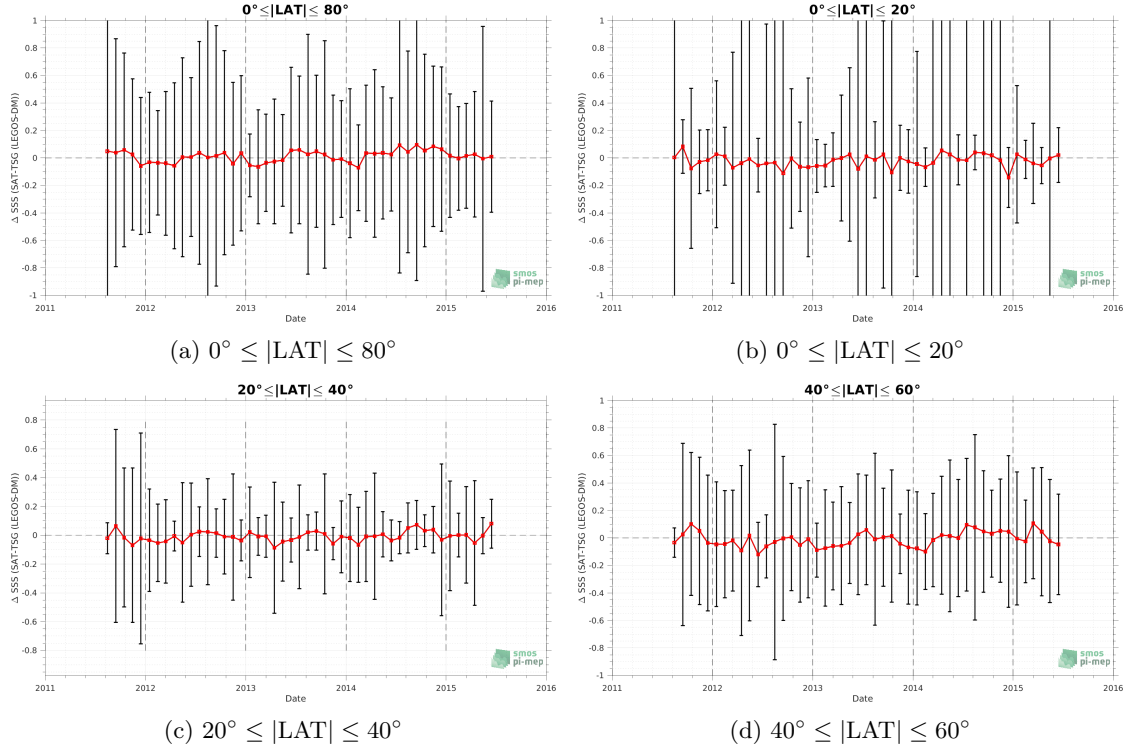 0°≤|LAT|≤ 80°
1
0.8
0.6
0.4
0.2
0
-0.2
-0.4
-0.6
-0.8
-1
Δ SSS (SAT-TSG (LEGOS-DM))
2011 2012 2013 2014 2015 2016
Date
smos
pi-mep
(a) 0° ≤ |LAT| ≤ 80°
0°≤|LAT|≤ 20°
1
0.8
0.6
0.4
0.2
0
-0.2
-0.4
-0.6
-0.8
-1
Δ SSS (SAT-TSG (LEGOS-DM))
2011 2012 2013 2014 2015 2016
Date
smos
pi-mep
(b) 0° ≤ |LAT| ≤ 20°
20°≤|LAT|≤ 40°
0.8
0.6
0.4
0.2
0
-0.2
-0.4
-0.6
-0.8
Δ SSS (SAT-TSG (LEGOS-DM))
2011 2012 2013 2014 2015 2016
Date
smos
pi-mep
(c) 20° ≤ |LAT| ≤ 40°
40°≤|LAT|≤ 60°
1
0.8
0.6
0.4
0.2
0
-0.2
-0.4
-0.6
-0.8
-1
Δ SSS (SAT-TSG (LEGOS-DM))
2011 2012 2013 2014 2015 2016
Date
smos
pi-mep
(d) 40° ≤ |LAT| ≤ 60°